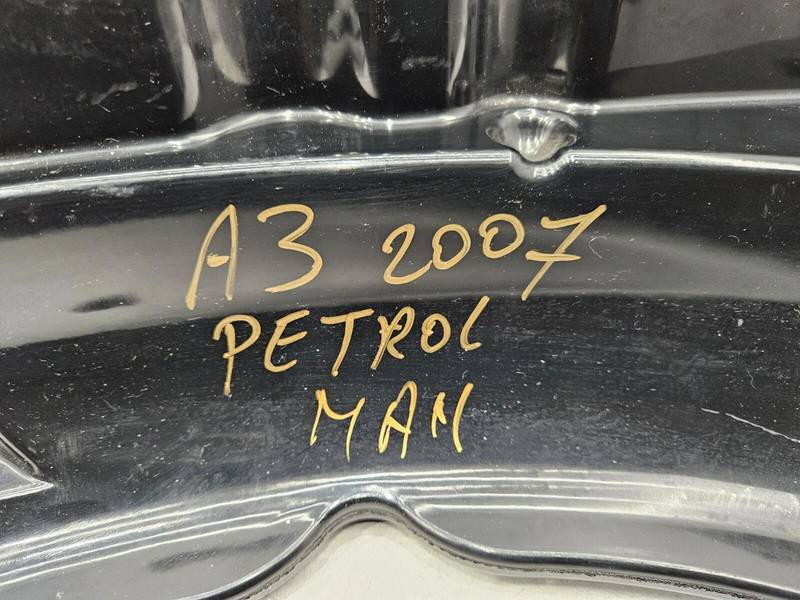 A3 2007
PETROL
MAN